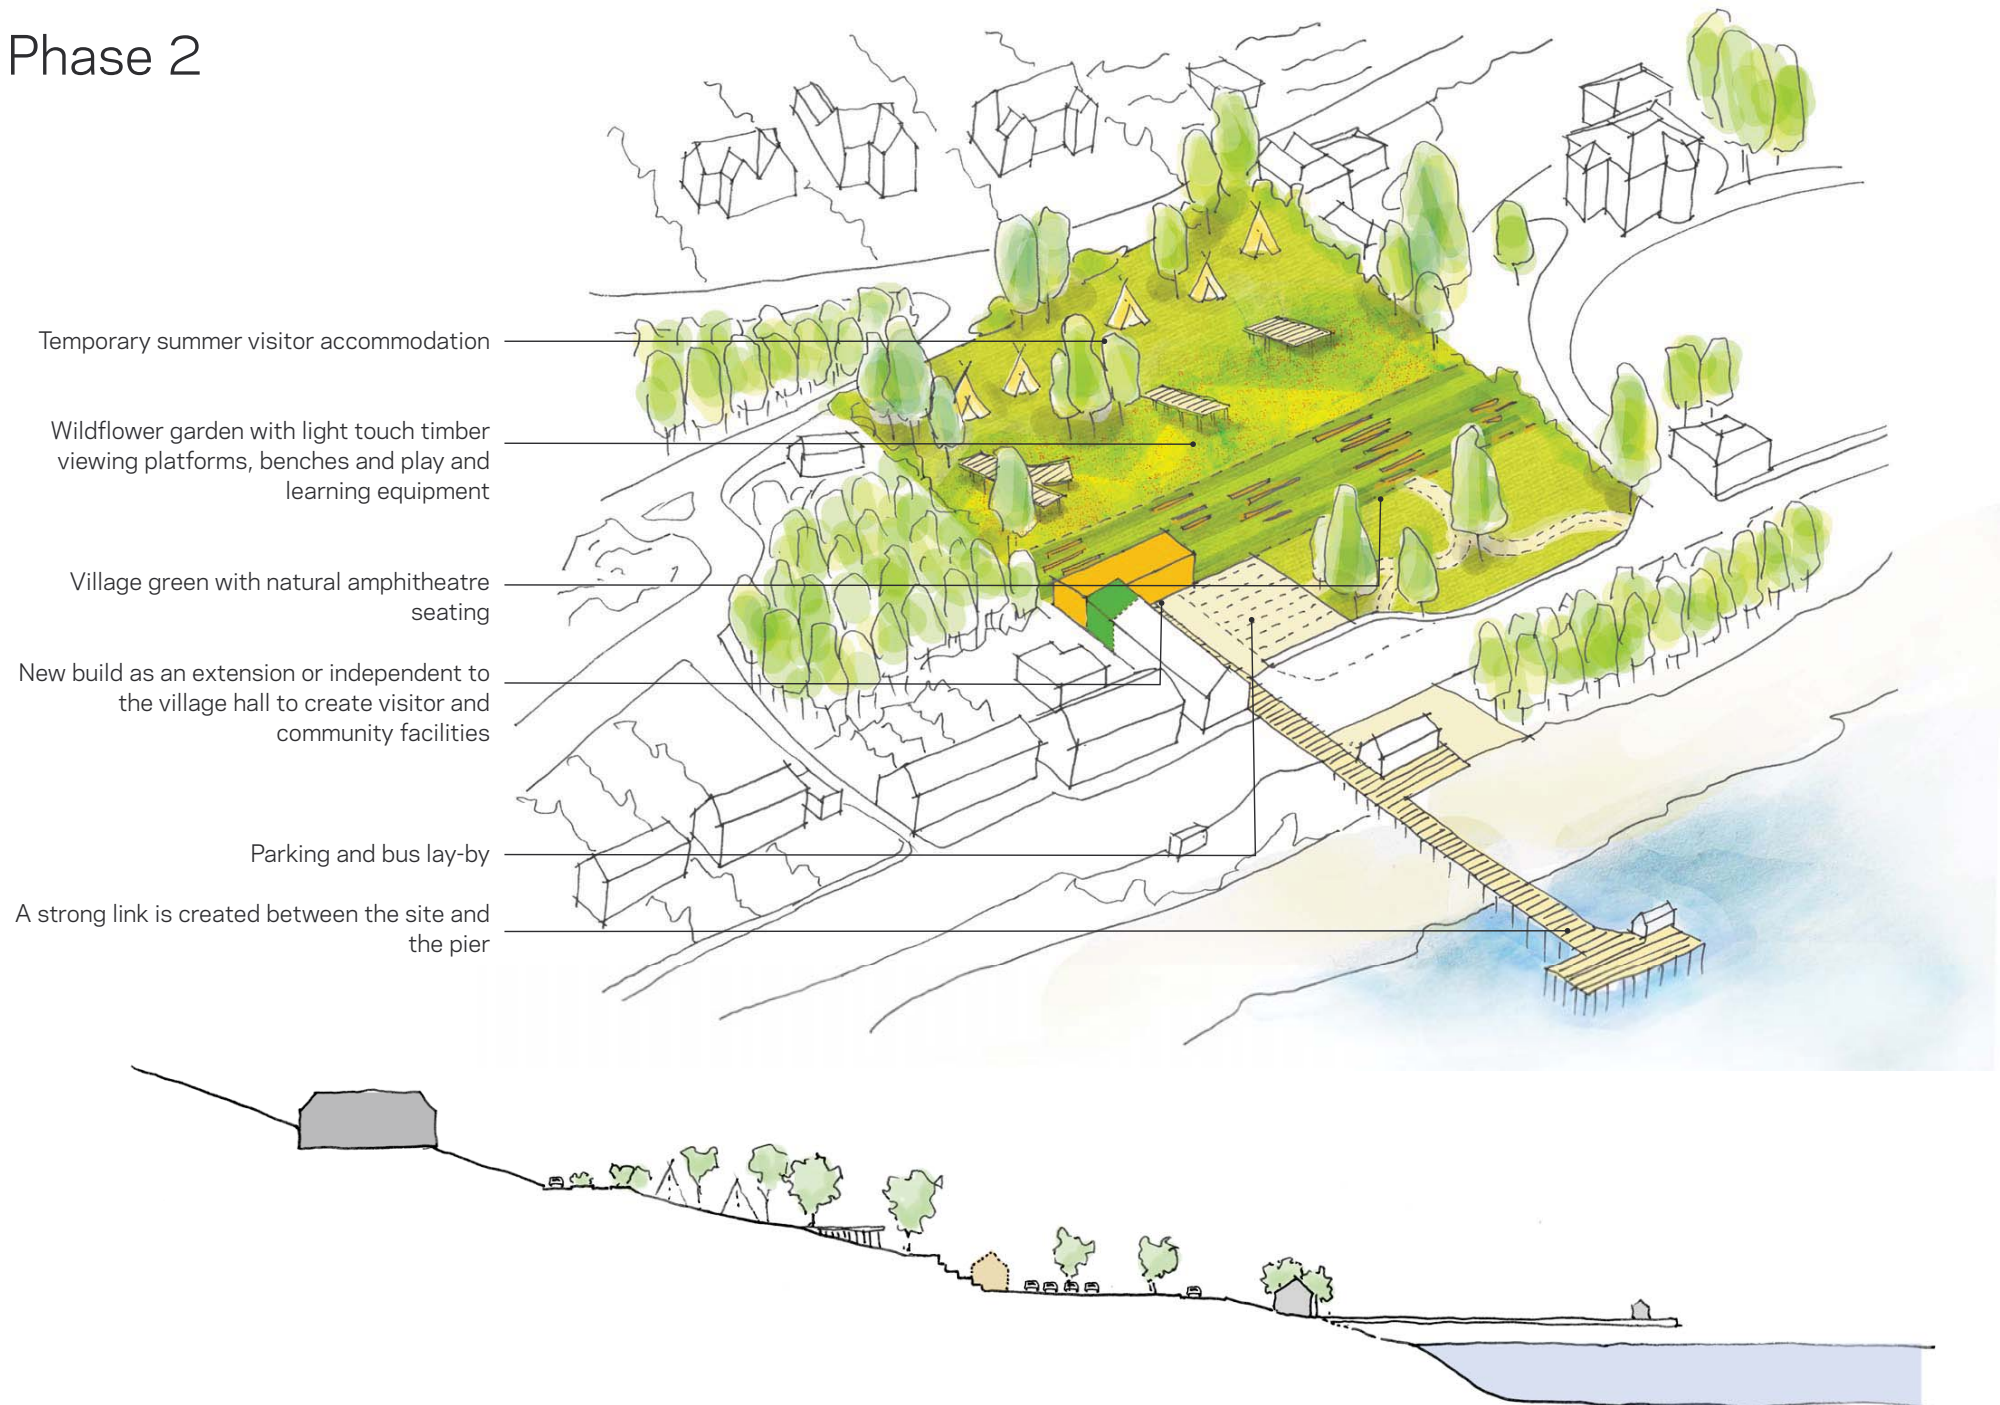 Phase 2
Temporary summer visitor accommodation
Wildflower garden with light touch timber
viewing platforms, benches and play and
learning equipment
Village green with natural amphitheatre
seating
New build as an extension or independent to
the village hall to create visitor and
community facilities
Parking and bus lay-by
A strong link is created between the site and
the pier